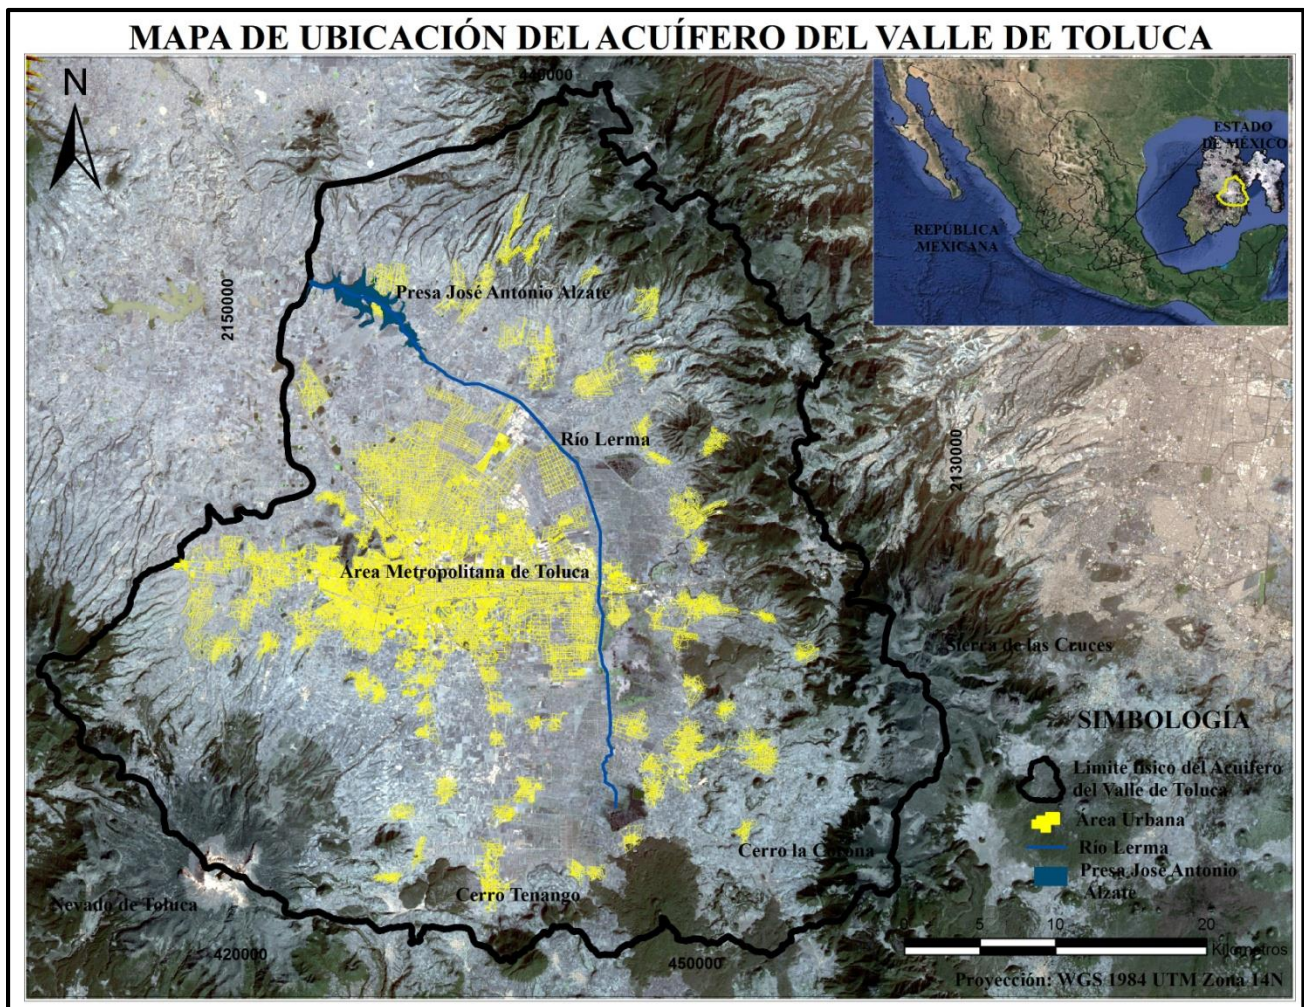 MAPA DE UBICACIÓN DEL ACUÍFERO DEL VALLE DE TOLUCA
N
440000
ESTADO
DE MÉXICO
REPÚBLICA
MEXICANA
2150000
Presa José Antonio Alzate
Río Lerma
2130000
Área Metropolitana de Toluca
Sierra de las Cruces
SIMBOLOGÍA
Límite físico del Acuífero
del Valle de Toluca
Área Urbana
Río Lerma
Presa José Antonio
Álzate
Cerro la Corona
Cerro Tenango
Nevado de Toluca
420000
450000
0 5 10 20
Kilómetros
Proyección: WGS 1984 UTM Zona 14N